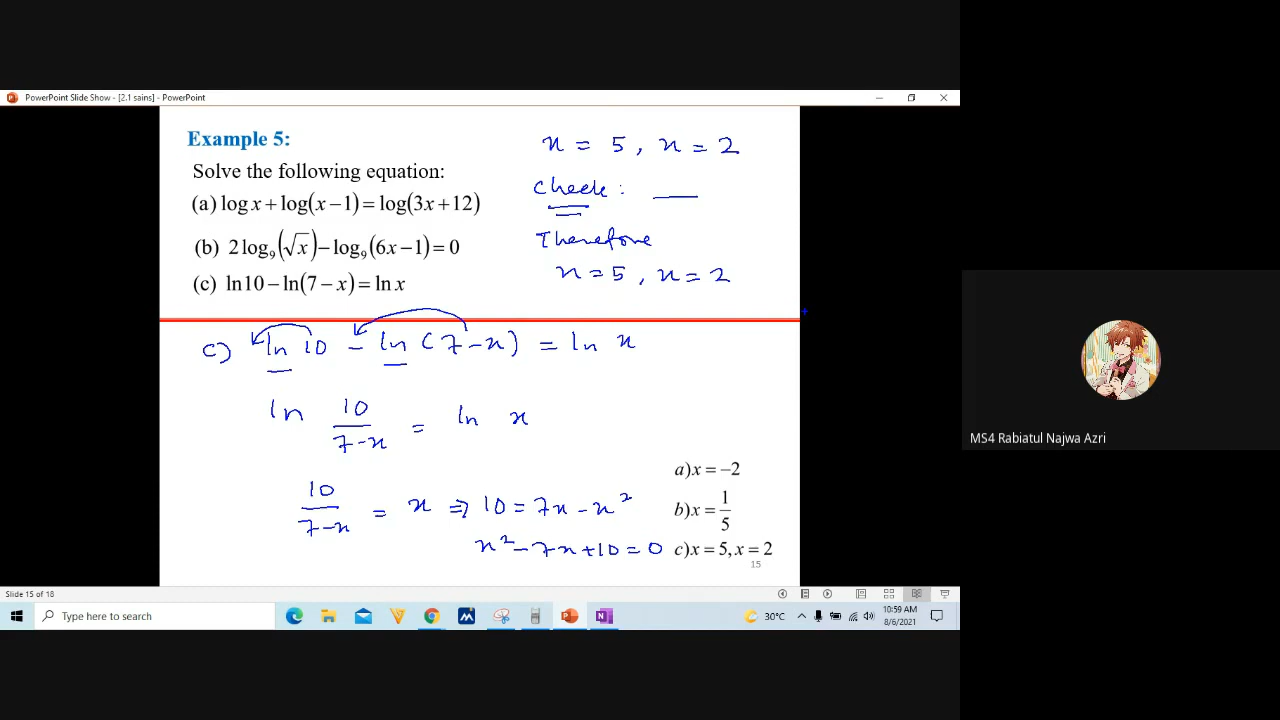 PowerPoint Slide Show - [2.1 sains] - PowerPoint
Example 5:
Solve the following equation:
(a) log x + log(x − 1) = log(3x + 12)
(b) 2 log₉(√x) − log₉(6x − 1) = 0
(c) ln 10 − ln(7 − x) = ln x
x = 5, x = 2
Check:
Therefore
x = 5, x = 2
c) ln 10 − ln (7 − x) = ln x
ln 10/(7 − x) = ln x
10/(7 − x) = x ⇒ 10 = 7x − x²
x² − 7x + 10 = 0
a) x = −2
b) x = 1/5
c) x = 5, x = 2
15
MS4 Rabiatul Najwa Azri
Slide 15 of 18
Type here to search
30°C
10:59 AM
8/6/2021